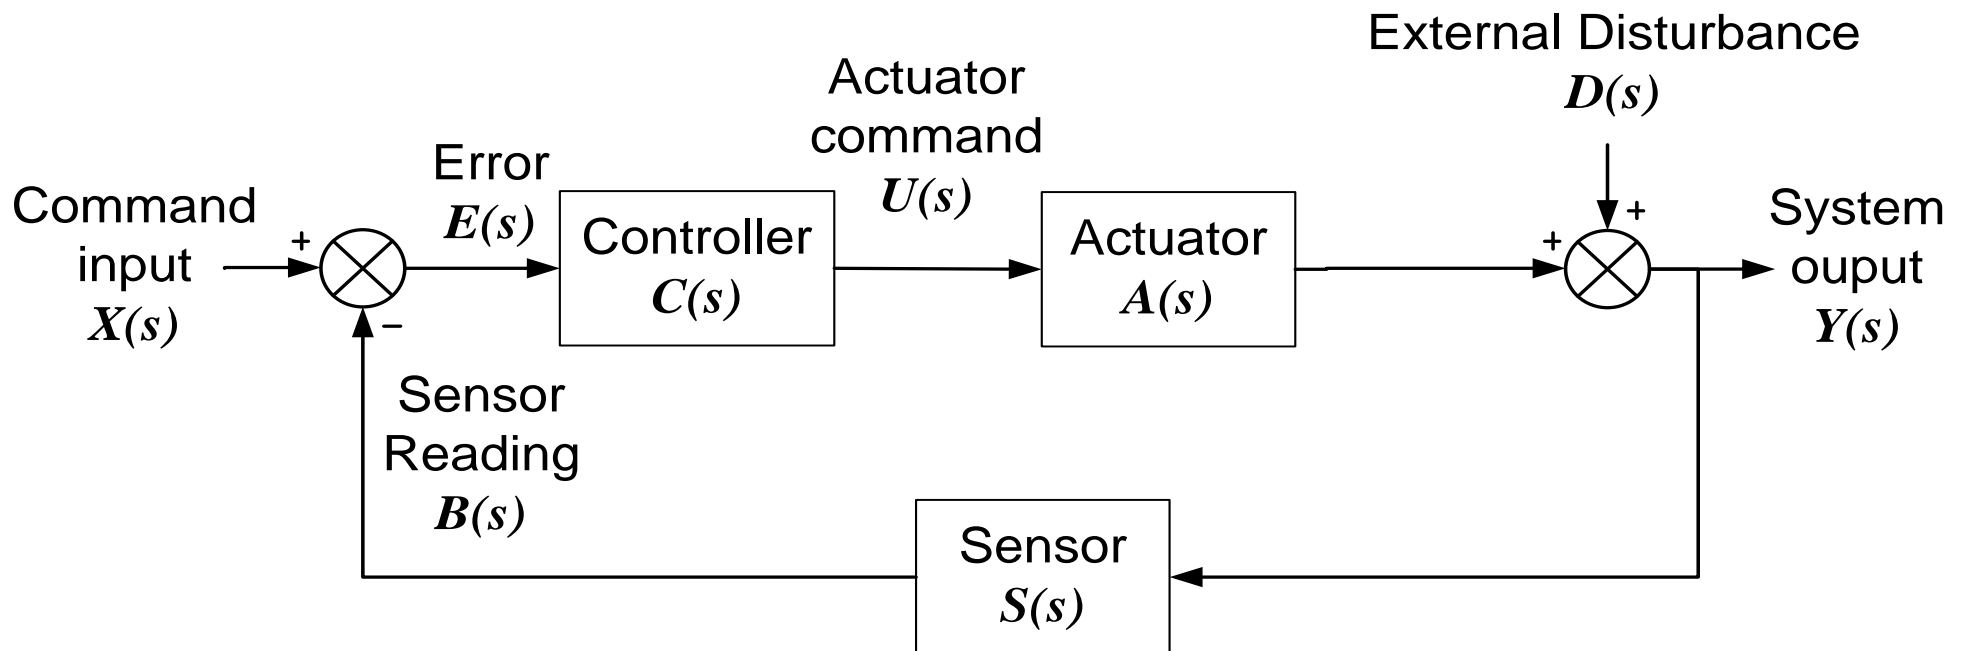 External Disturbance
D(s)
Actuator
command
U(s)
Error
E(s)
Command
input
X(s)
+
−
Controller
C(s)
Actuator
A(s)
+
+
System
ouput
Y(s)
Sensor
Reading
B(s)
Sensor
S(s)